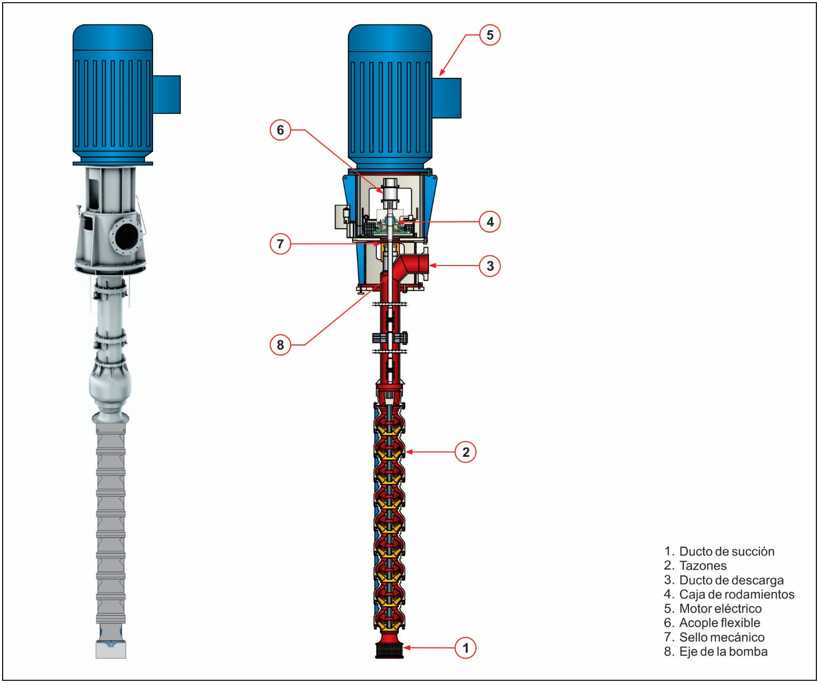 5
6
4
7
3
8
2
1
1. Ducto de succión
2. Tazones
3. Ducto de descarga
4. Caja de rodamientos
5. Motor eléctrico
6. Acople flexible
7. Sello mecánico
8. Eje de la bomba